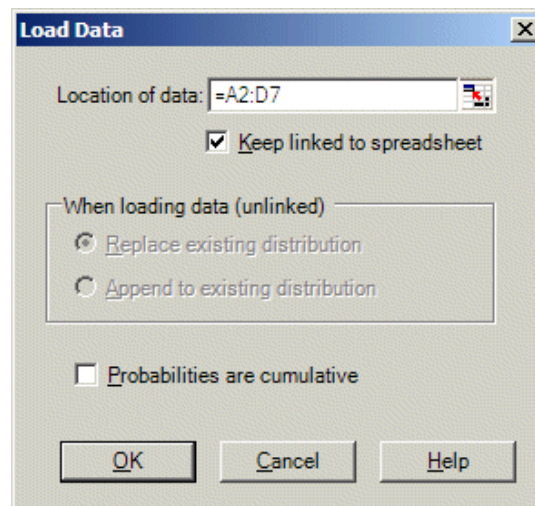 Load Data
Location of data: =A2:D7
Keep linked to spreadsheet
When loading data (unlinked)
Replace existing distribution
Append to existing distribution
Probabilities are cumulative
OK Cancel Help